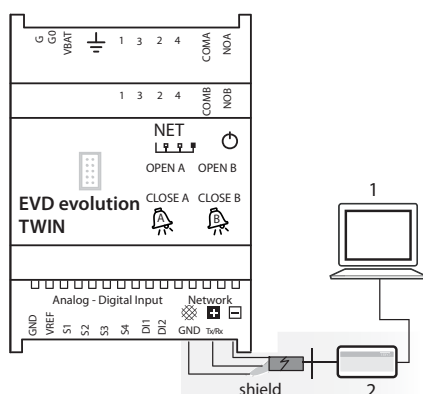 G G0 VBAT 1 3 2 4 COMA NOA
1 3 2 4 COMB NOB
NET
OPEN A OPEN B
CLOSE A CLOSE B
EVD evolution
TWIN
A B
Analog - Digital Input Network
GND VREF S1 S2 S3 S4 DI1 DI2 GND Tx/Rx
shield
1
2